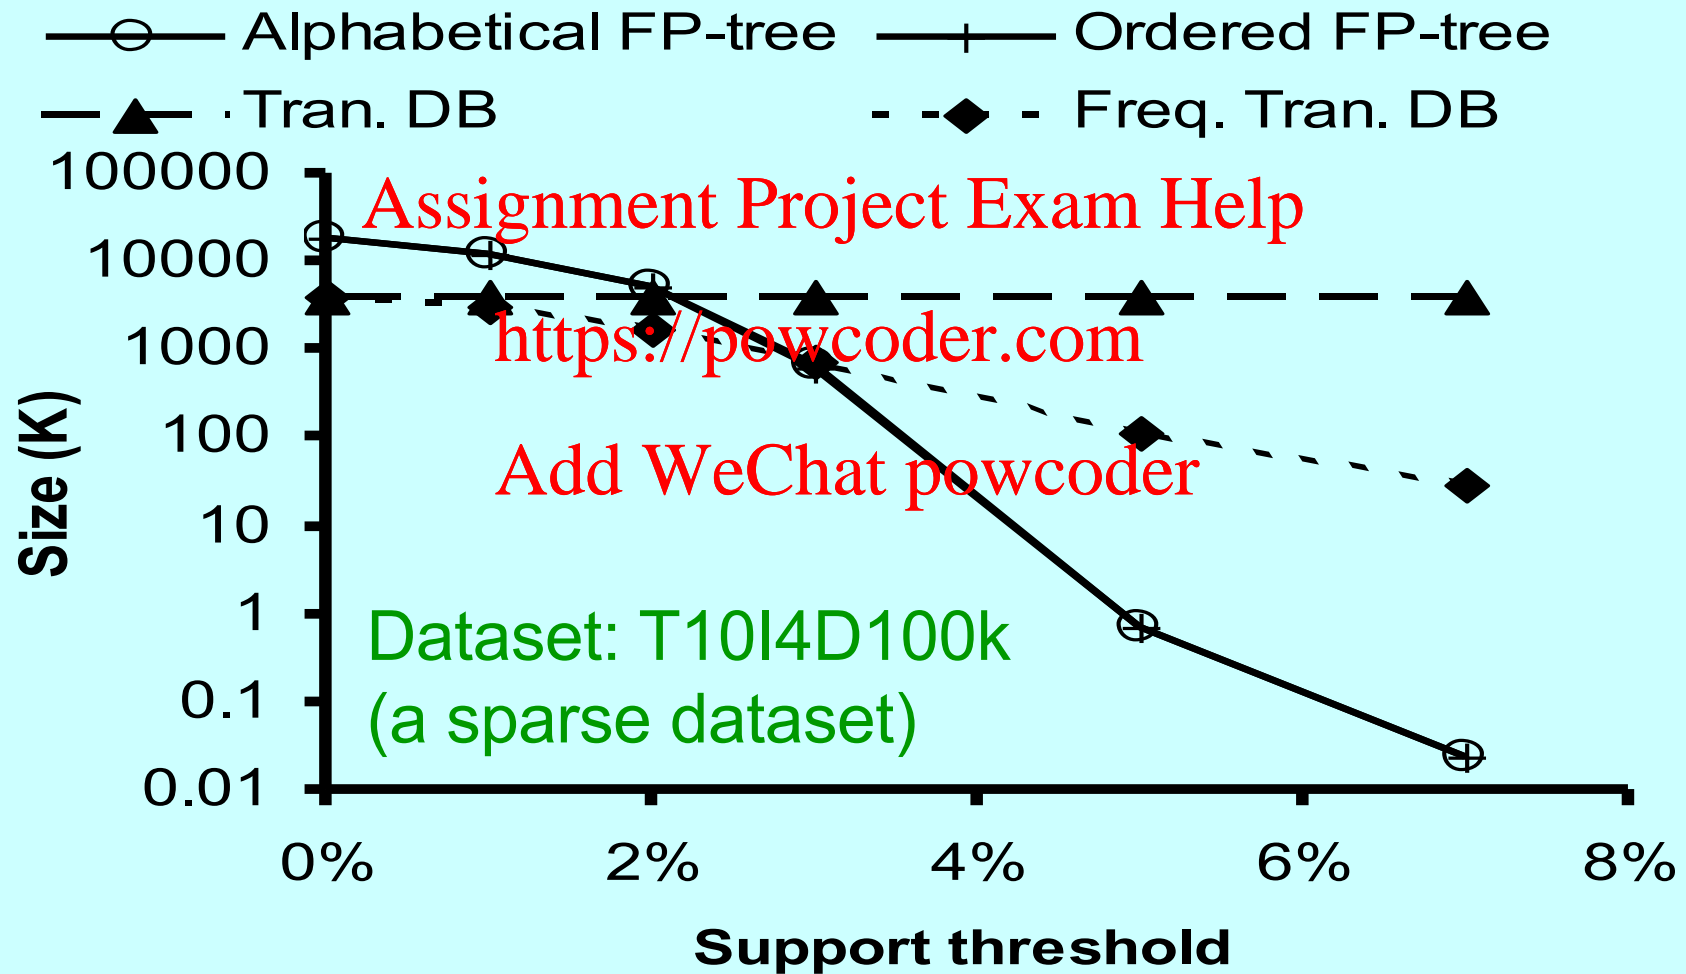 Alphabetical FP-tree Ordered FP-tree
Tran. DB Freq. Tran. DB
100000
Assignment Project Exam Help
10000
1000
https://powcoder.com
100
Add WeChat powcoder
10
1
Dataset: T10I4D100k
0.1
(a sparse dataset)
0.01
Size (K)
0% 2% 4% 6% 8%
Support threshold